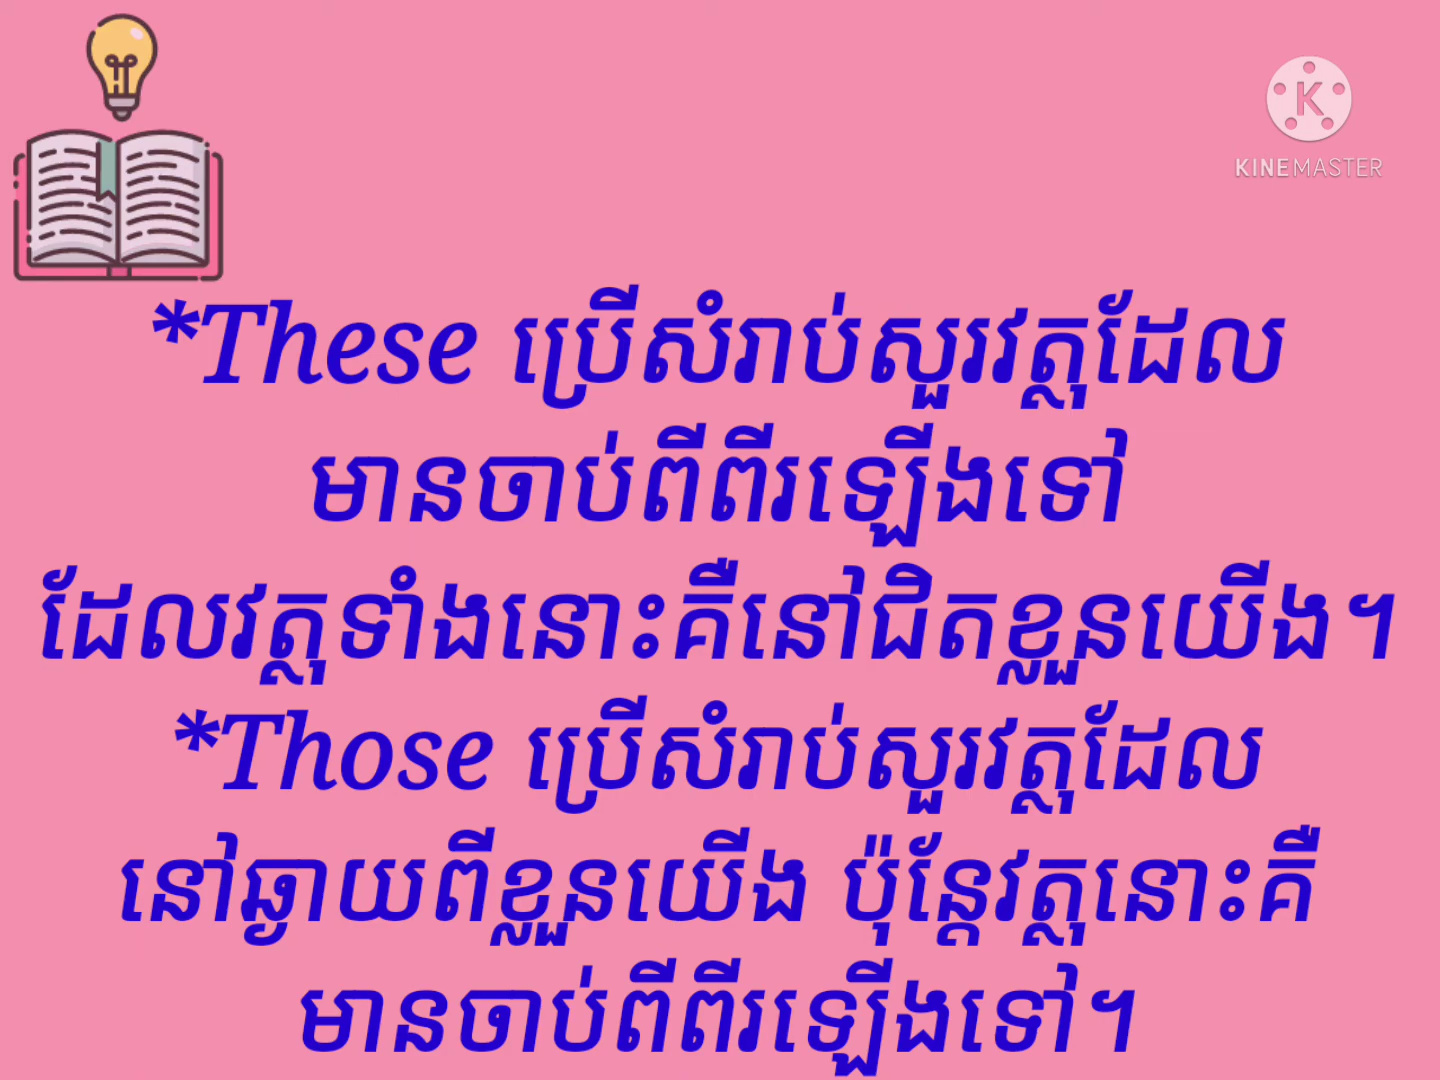 KINEMASTER
*These ប្រើសំរាប់សួរវត្ថុដែល
មានចាប់ពីពីរឡើងទៅ
ដែលវត្ថុទាំងនោះគឺនៅជិតខ្លួនយើង។
*Those ប្រើសំរាប់សួរវត្ថុដែល
នៅឆ្ងាយពីខ្លួនយើង ប៉ុន្តែវត្ថុនោះគឺ
មានចាប់ពីពីរឡើងទៅ។